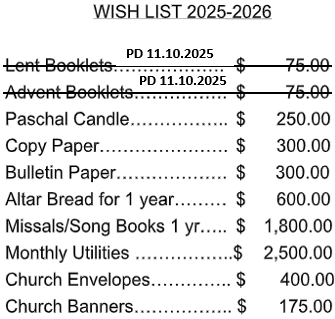 WISH LIST 2025-2026
PD 11.10.2025
Lent Booklets.................... $ 75.00
PD 11.10.2025
Advent Booklets................ $ 75.00
Paschal Candle................. $ 250.00
Copy Paper....................... $ 300.00
Bulletin Paper.................... $ 300.00
Altar Bread for 1 year......... $ 600.00
Missals/Song Books 1 yr..... $ 1,800.00
Monthly Utilities .................$ 2,500.00
Church Envelopes............. $ 400.00
Church Banners................ $ 175.00